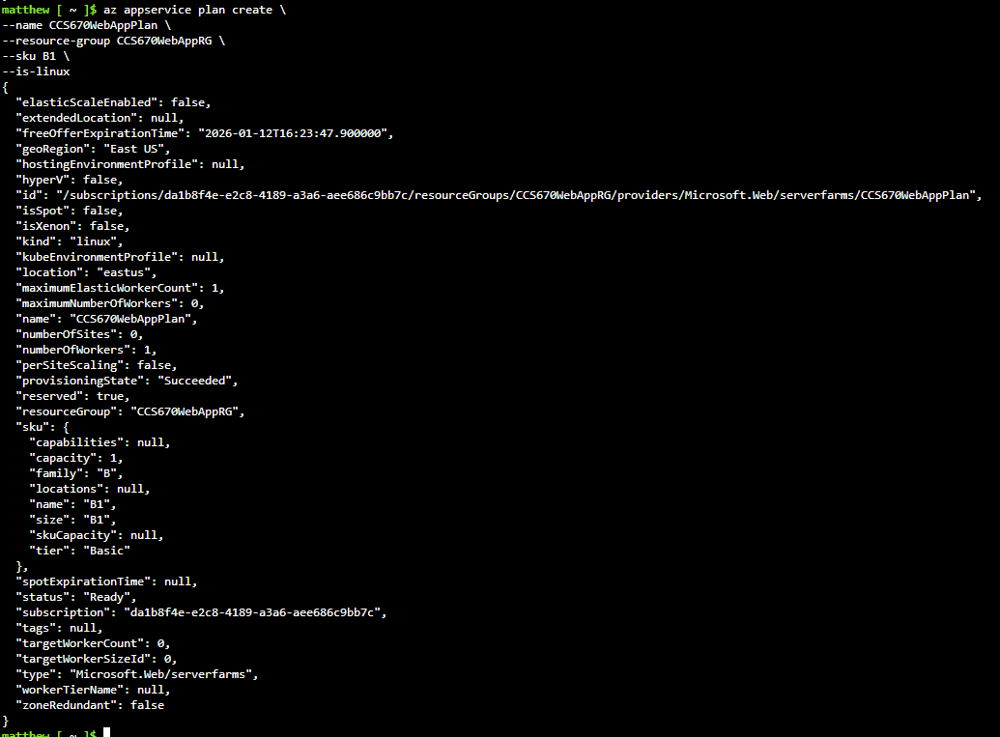 matthew [ ~ ]$ az appservice plan create \
--name CCS670WebAppPlan \
--resource-group CCS670WebAppRG \
--sku B1 \
--is-linux
{
  "elasticScaleEnabled": false,
  "extendedLocation": null,
  "freeOfferExpirationTime": "2026-01-12T16:23:47.900000",
  "geoRegion": "East US",
  "hostingEnvironmentProfile": null,
  "hyperV": false,
  "id": "/subscriptions/da1b8f4e-e2c8-4189-a3a6-aee686c9bb7c/resourceGroups/CCS670WebAppRG/providers/Microsoft.Web/serverfarms/CCS670WebAppPlan",
  "isSpot": false,
  "isXenon": false,
  "kind": "linux",
  "kubeEnvironmentProfile": null,
  "location": "eastus",
  "maximumElasticWorkerCount": 1,
  "maximumNumberOfWorkers": 0,
  "name": "CCS670WebAppPlan",
  "numberOfSites": 0,
  "numberOfWorkers": 1,
  "perSiteScaling": false,
  "provisioningState": "Succeeded",
  "reserved": true,
  "resourceGroup": "CCS670WebAppRG",
  "sku": {
    "capabilities": null,
    "capacity": 1,
    "family": "B",
    "locations": null,
    "name": "B1",
    "size": "B1",
    "skuCapacity": null,
    "tier": "Basic"
  },
  "spotExpirationTime": null,
  "status": "Ready",
  "subscription": "da1b8f4e-e2c8-4189-a3a6-aee686c9bb7c",
  "tags": null,
  "targetWorkerCount": 0,
  "targetWorkerSizeId": 0,
  "type": "Microsoft.Web/serverfarms",
  "workerTierName": null,
  "zoneRedundant": false
}
matthew [ ~ ]$